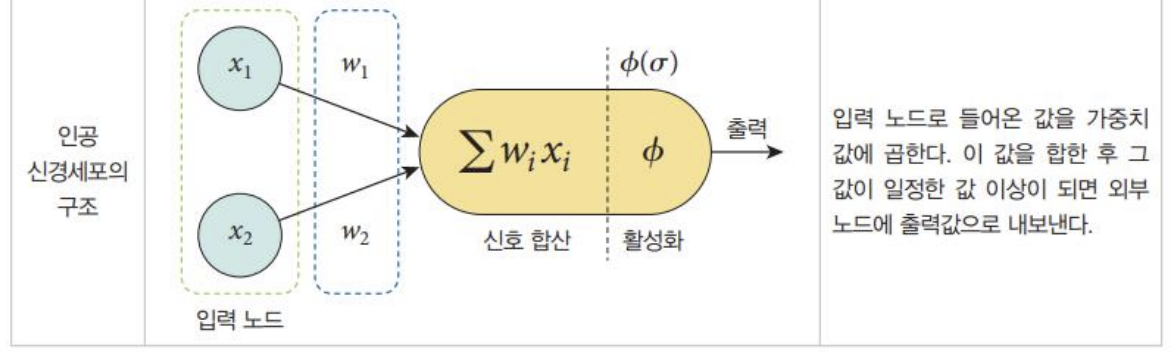 인공
신경세포의
구조
x₁
w₁
x₂
w₂
입력 노드
∑wᵢxᵢ
ϕ
ϕ(σ)
신호 합산
활성화
출력
입력 노드로 들어온 값을 가중치
값에 곱한다. 이 값을 합한 후 그
값이 일정한 값 이상이 되면 외부
노드에 출력값으로 내보낸다.